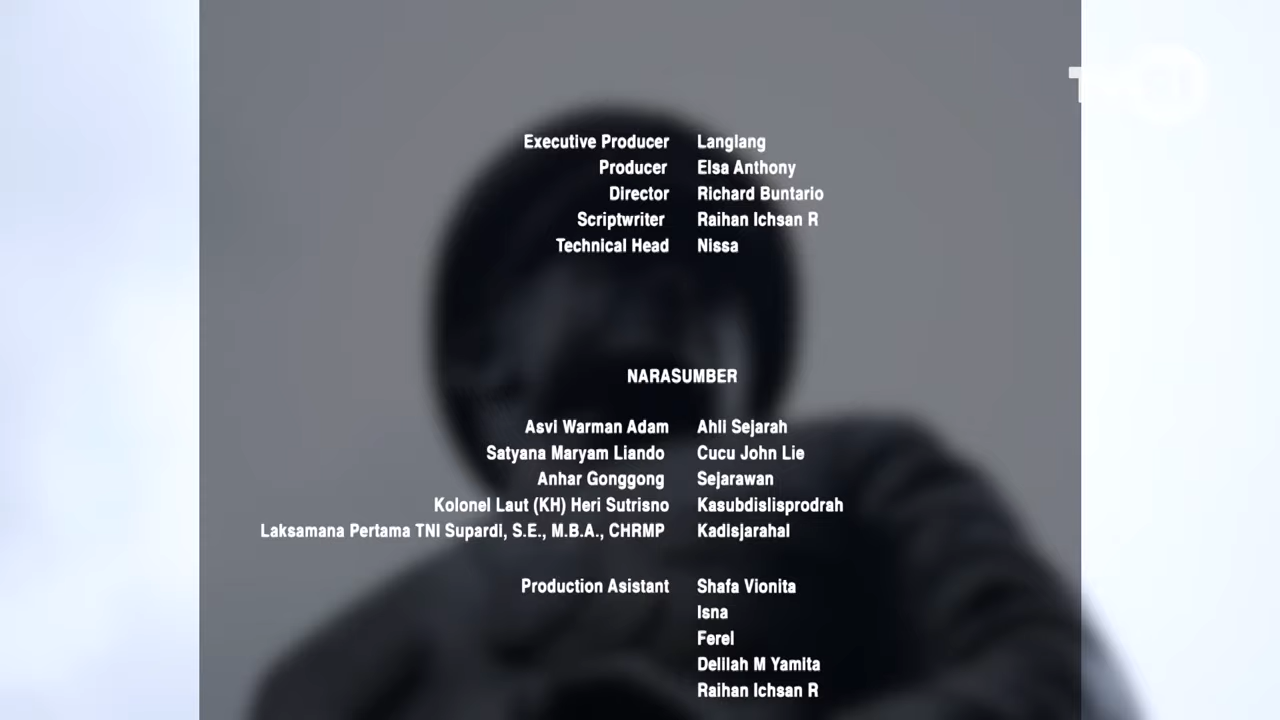 Executive Producer Langlang
Producer Elsa Anthony
Director Richard Buntario
Scriptwriter Raihan Ichsan R
Technical Head Nissa
NARASUMBER
Asvi Warman Adam Ahli Sejarah
Satyana Maryam Liando Cucu John Lie
Anhar Gonggong Sejarawan
Kolonel Laut (KH) Heri Sutrisno Kasubdislisprodrah
Laksamana Pertama TNI Supardi, S.E., M.B.A., CHRMP Kadisjarahal
Production Asistant Shafa Vionita
Isna
Ferel
Delilah M Yamita
Raihan Ichsan R